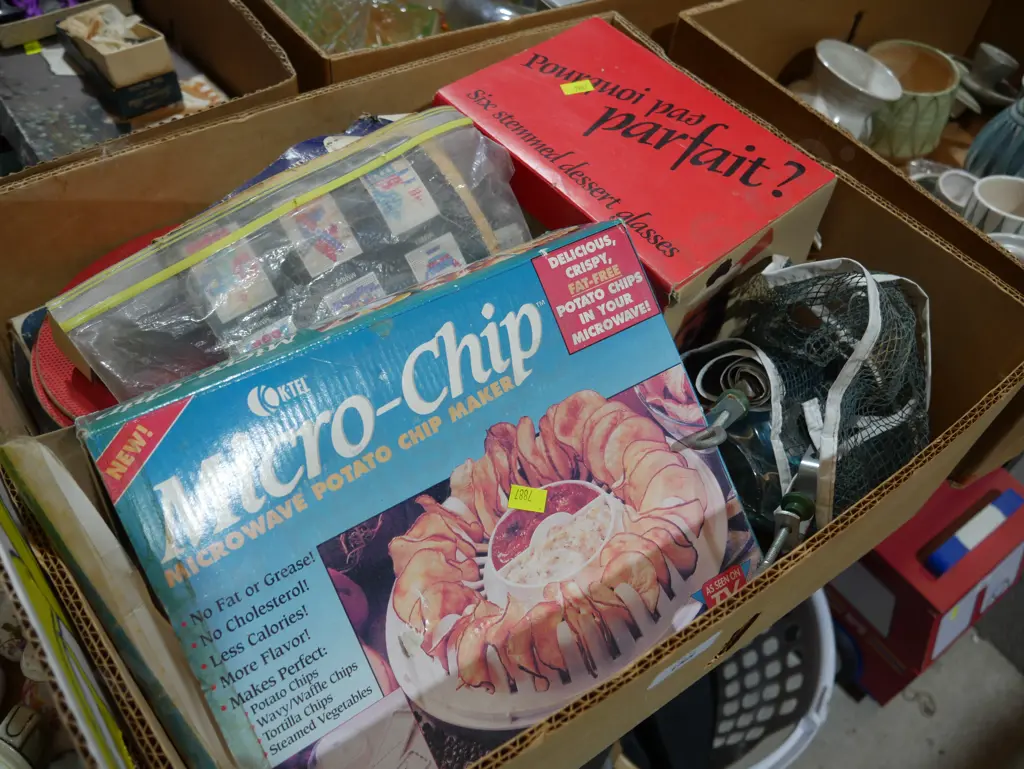 Pourquoi pas
parfait?
Six stemmed dessert glasses
DELICIOUS,
CRISPY,
FAT-FREE
POTATO CHIPS
IN YOUR
MICROWAVE!
K-TEL
NEW!
Micro-Chip™
MICROWAVE POTATO CHIP MAKER
7887
• No Fat or Grease!
• No Cholesterol!
• Less Calories!
• More Flavor!
• Makes Perfect:
Potato Chips
Wavy/Waffle Chips
Tortilla Chips
Steamed Vegetables
AS SEEN ON
TV